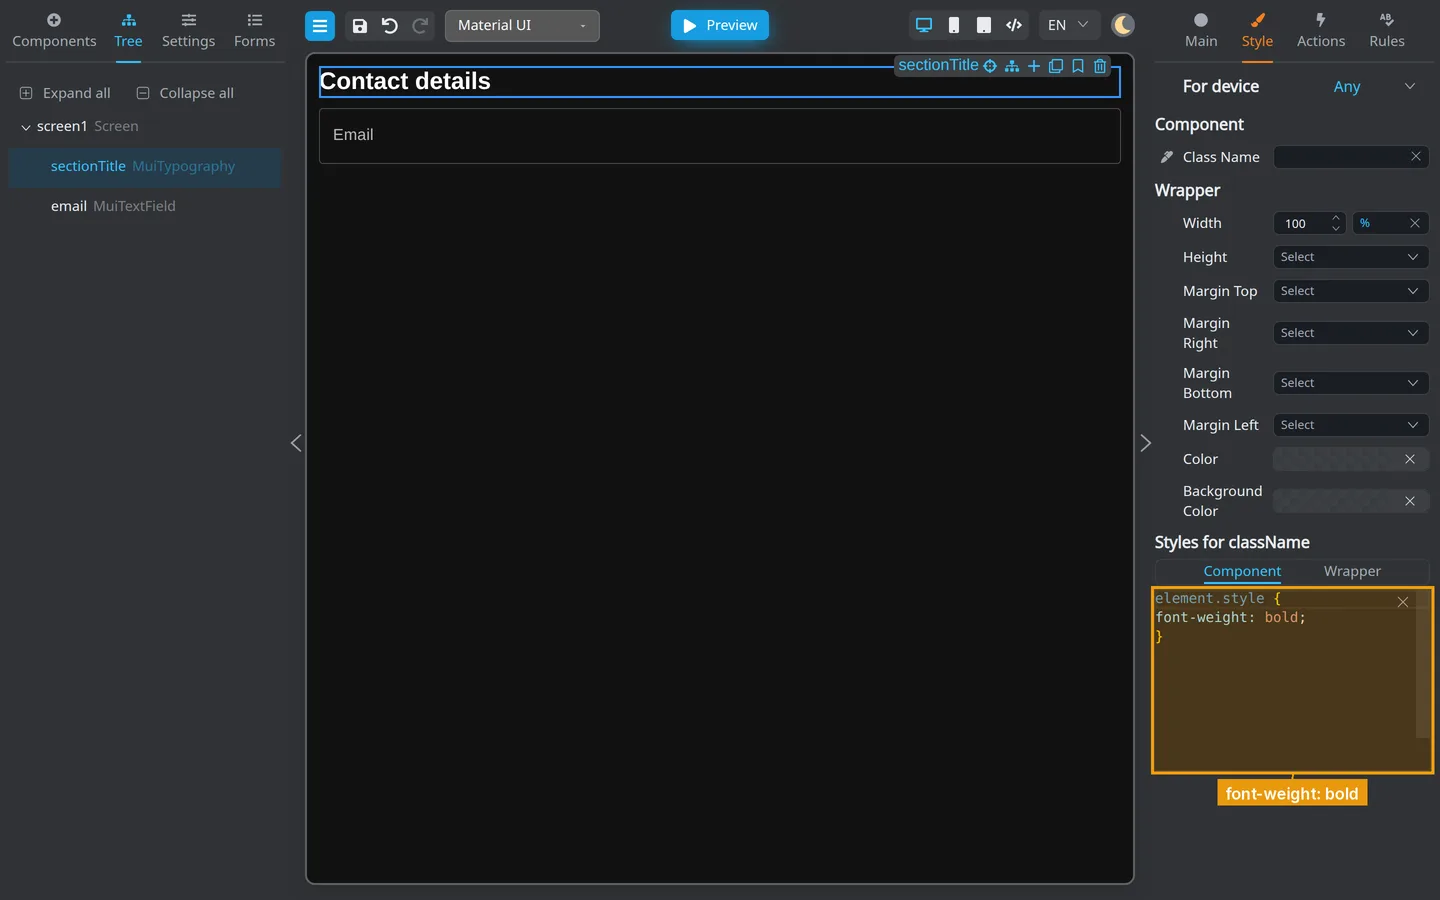 Components
Tree
Settings
Forms
Material UI
Preview
EN
Main
Style
Actions
AB
Rules
Expand all
Collapse all
screen1 Screen
sectionTitle MuiTypography
email MuiTextField
sectionTitle
Contact details
Email
For device
Any
Component
Class Name
Wrapper
Width
100
%
Height
Select
Margin Top
Select
Margin
Right
Select
Margin
Bottom
Select
Margin Left
Select
Color
Background
Color
Styles for className
Component
Wrapper
element.style {
font-weight: bold;
}
font-weight: bold